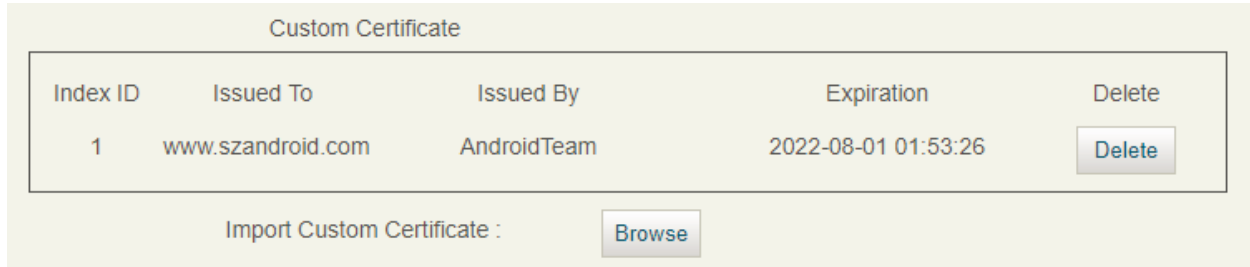 Custom Certificate
Index ID Issued To Issued By Expiration Delete
1 www.szandroid.com AndroidTeam 2022-08-01 01:53:26 Delete
Import Custom Certificate : Browse